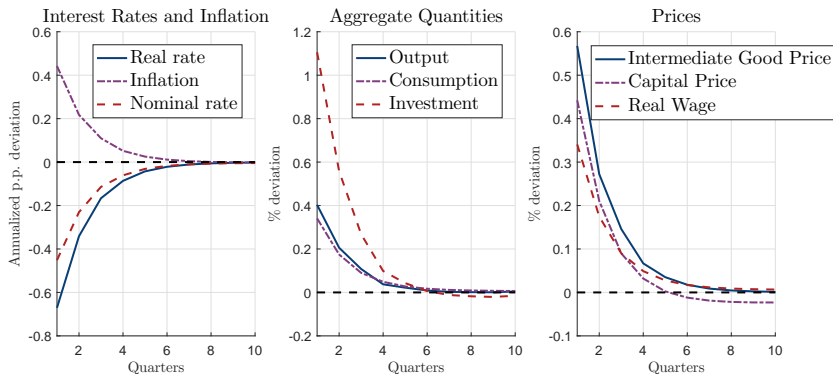 Interest Rates and Inflation
0.6
0.4
0.2
0
-0.2
-0.4
-0.6
-0.8
Annualized p.p. deviation
Real rate
Inflation
Nominal rate
2 4 6 8 10
Quarters
Aggregate Quantities
1.2
1
0.8
0.6
0.4
0.2
0
-0.2
% deviation
Output
Consumption
Investment
2 4 6 8 10
Quarters
Prices
0.6
0.5
0.4
0.3
0.2
0.1
0
-0.1
% deviation
Intermediate Good Price
Capital Price
Real Wage
2 4 6 8 10
Quarters